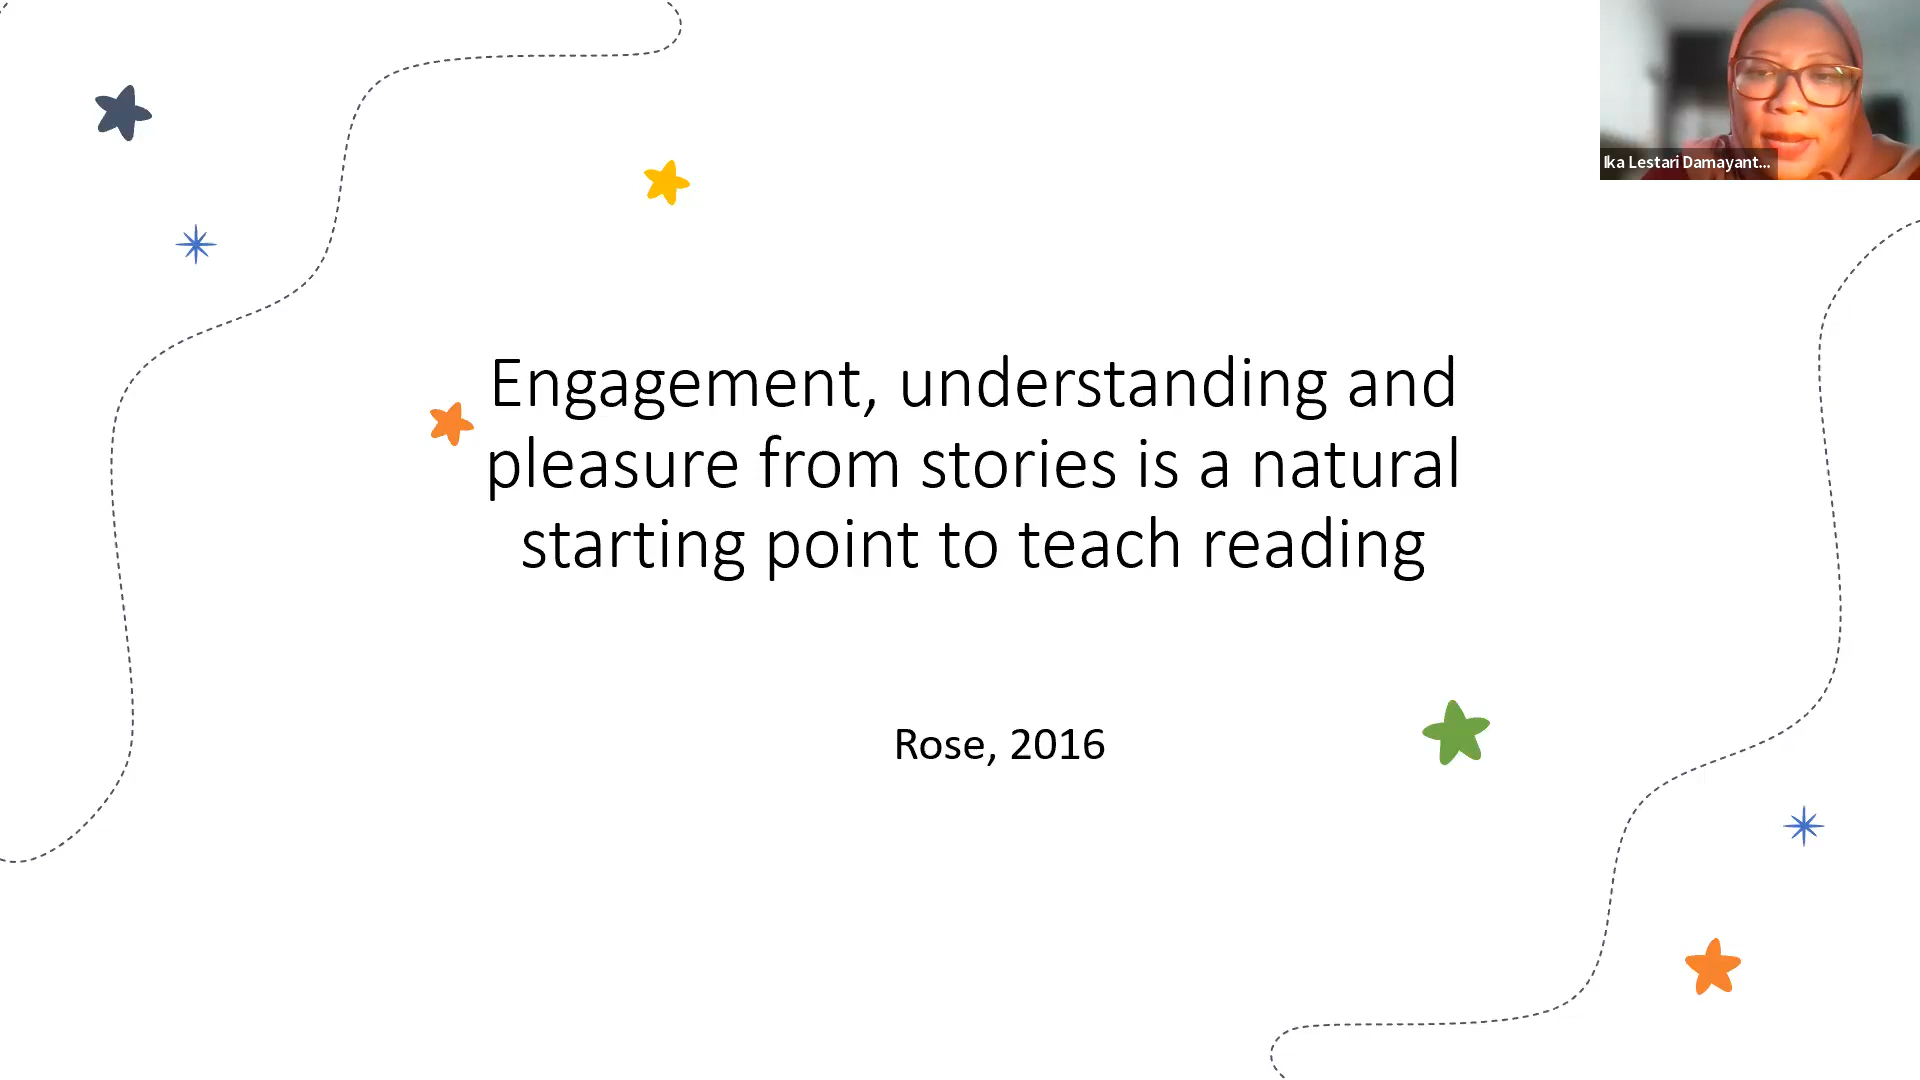 Ika Lestari Damayant...
Engagement, understanding and
pleasure from stories is a natural
starting point to teach reading
Rose, 2016